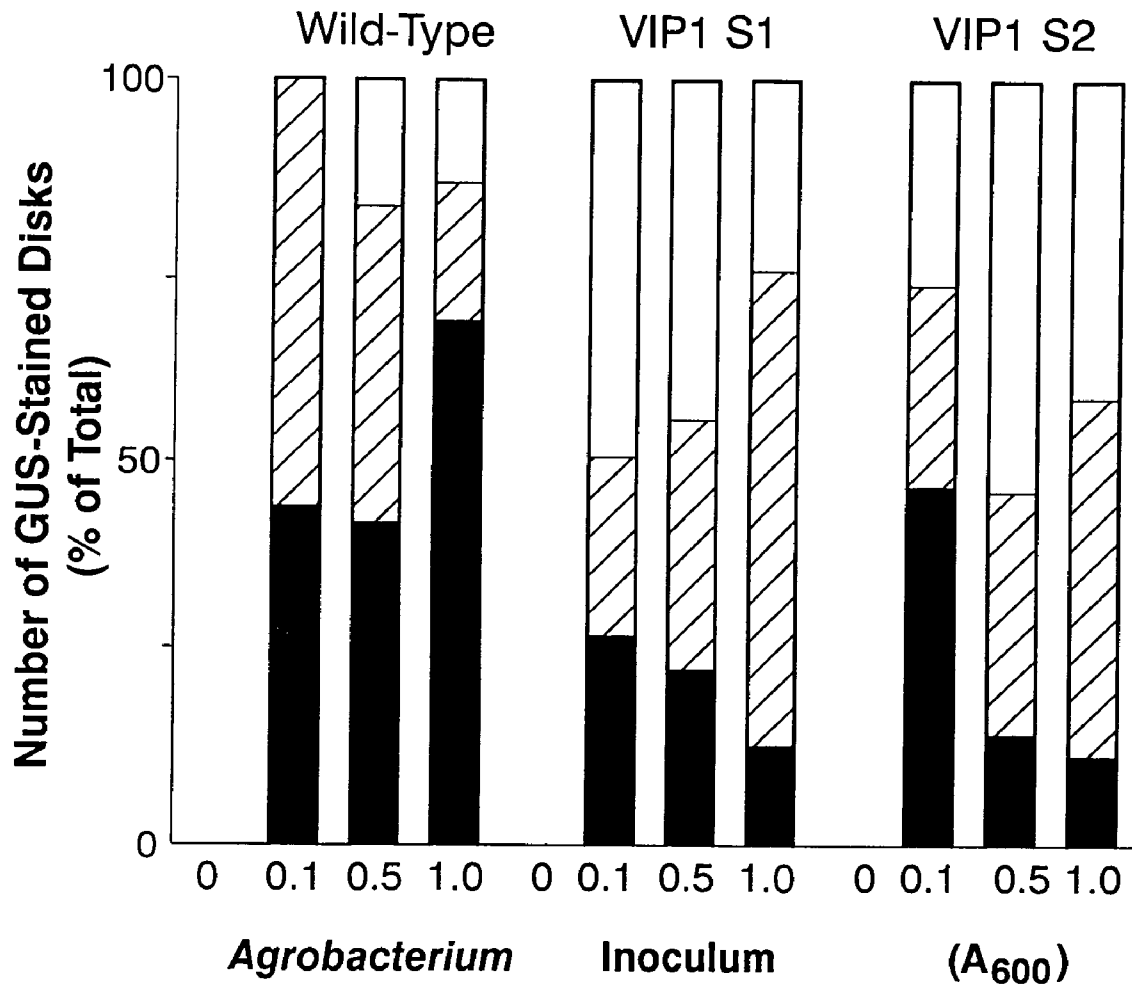 Wild-Type VIP1 S1 VIP1 S2
Number of GUS-Stained Disks
(% of Total)
100
50
0
0 0.1 0.5 1.0 0 0.1 0.5 1.0 0 0.1 0.5 1.0
Agrobacterium Inoculum (A600)